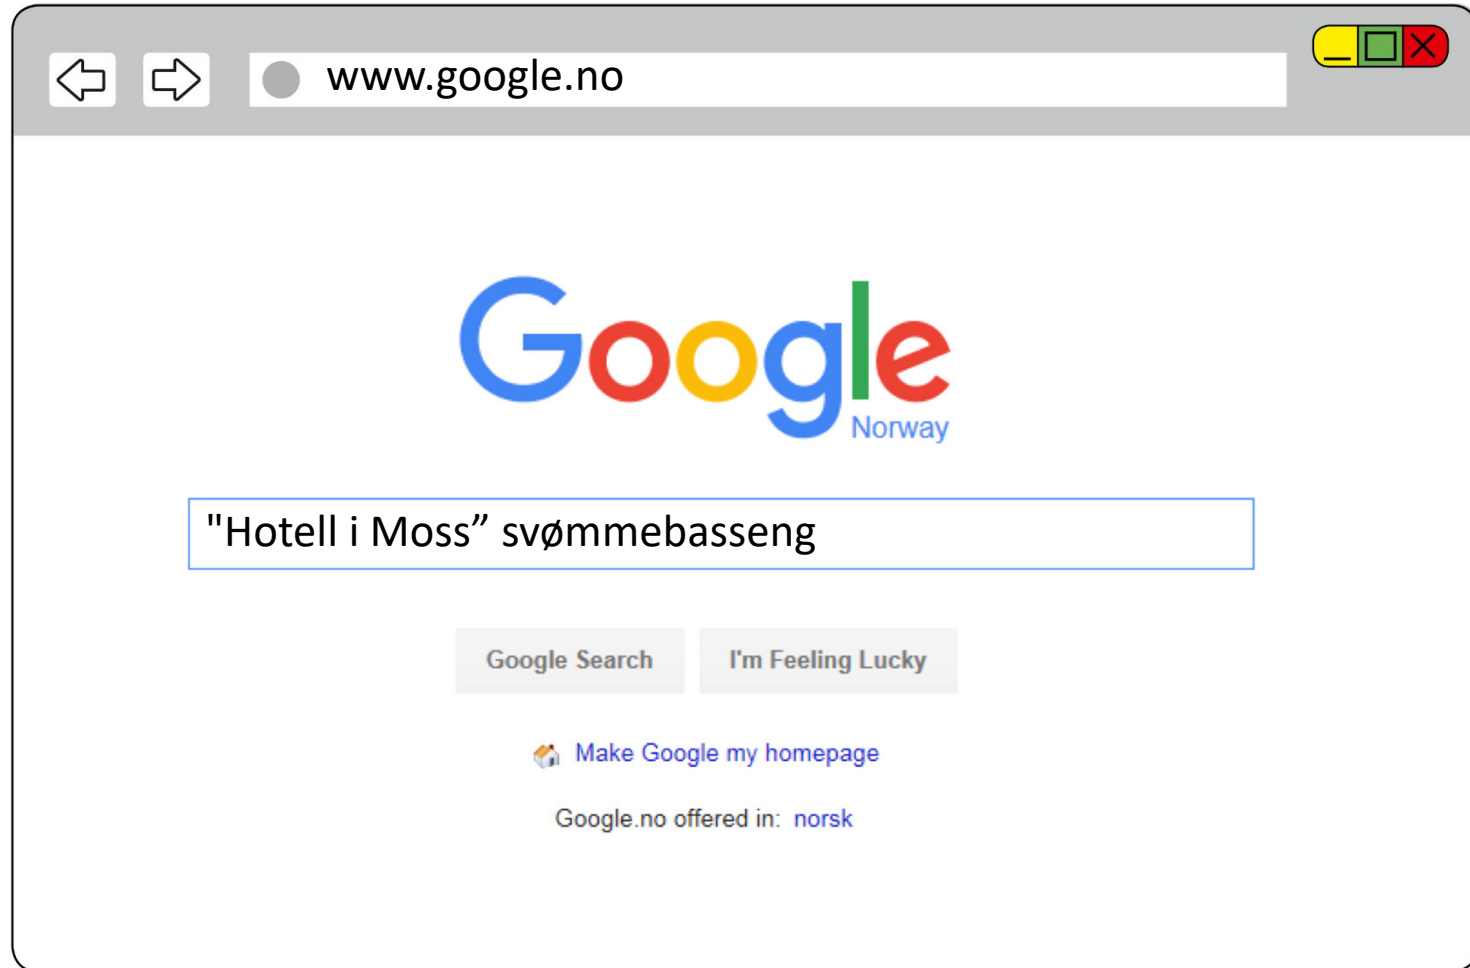 www.google.no
Google
Norway
"Hotell i Moss” svømmebasseng
Google Search
I'm Feeling Lucky
Make Google my homepage
Google.no offered in: norsk